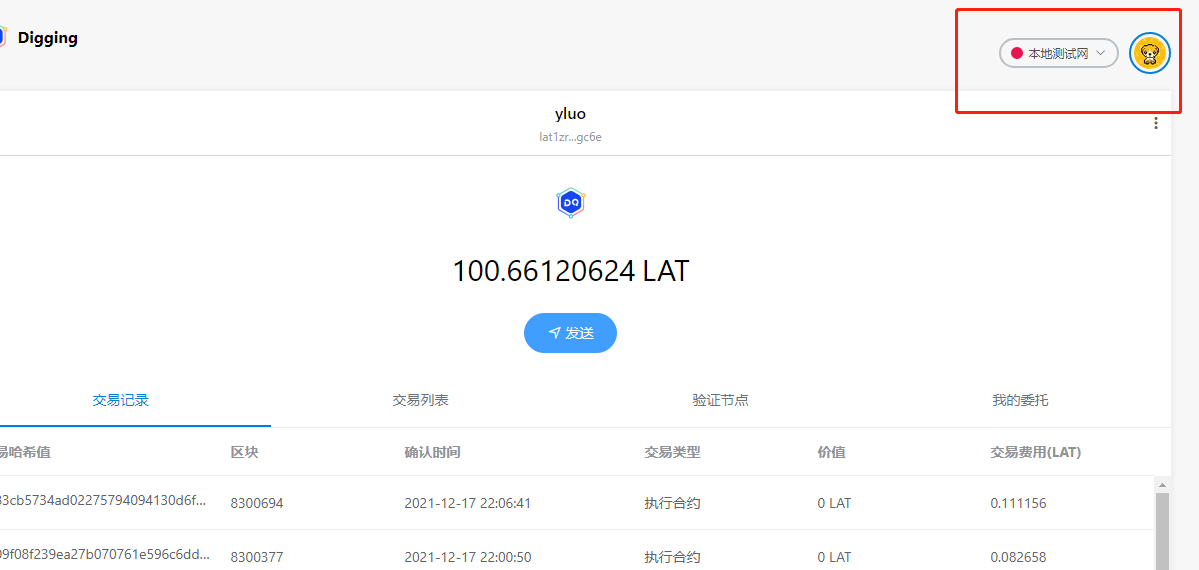 Digging
本地测试网
yluo
lat1zr...gc6e
DQ
100.66120624 LAT
发送
交易记录 交易列表 验证节点 我的委托
易哈希值 区块 确认时间 交易类型 价值 交易费用(LAT)
33cb5734ad02275794094130d6f... 8300694 2021-12-17 22:06:41 执行合约 0 LAT 0.111156
09f08f239ea27b070761e596c6dd... 8300377 2021-12-17 22:00:50 执行合约 0 LAT 0.082658